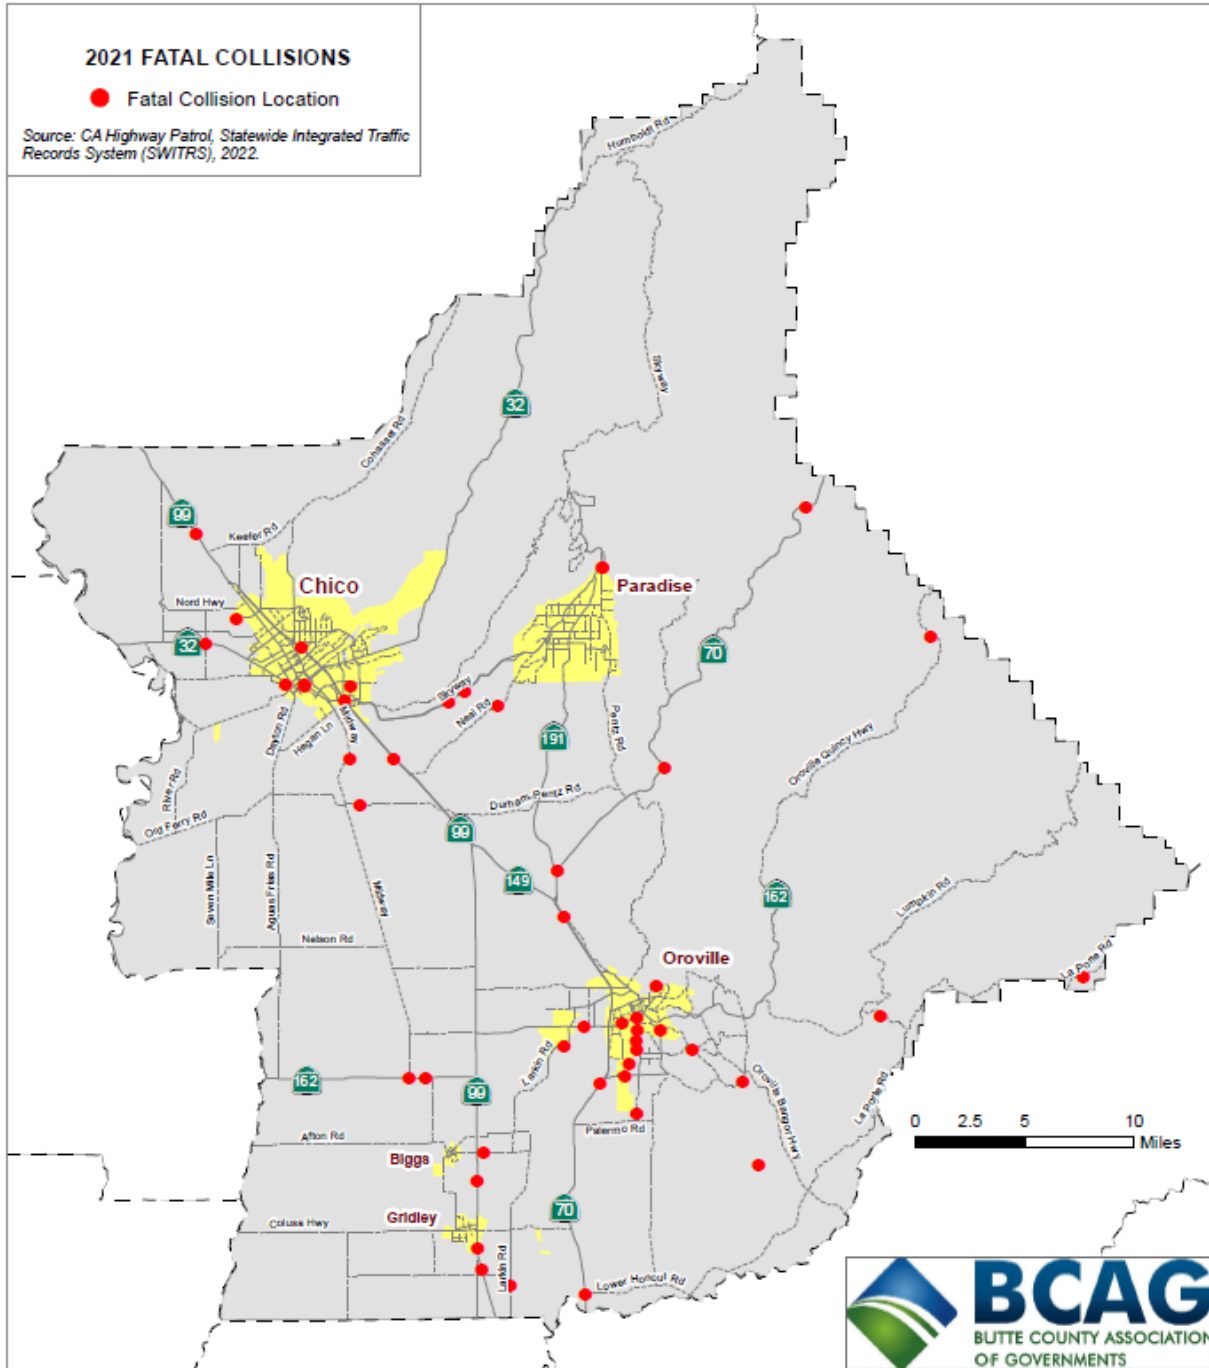 2021 FATAL COLLISIONS
Fatal Collision Location
Source: CA Highway Patrol, Statewide Integrated Traffic
Records System (SWITRS), 2022.
Humboldt Rd
Skyway
32
Cohasset Rd
99
Keefer Rd
Chico
Paradise
Nord Hwy
32
70
Skyway
Neal Rd
Dayton Rd
Hegan Ln
Midway
191
Pentz Rd
Oroville Quincy Hwy
River Rd
Durham-Pentz Rd
Old Ferry Rd
99
149
162
Seven Mile Ln
Aguas Frias Rd
Midway
Lumpkin Rd
Nelson Rd
Oroville
La Porte Rd
Larkin Rd
162
99
Oroville Bangor Hwy
La Porte Rd
0 2.5 5 10
Miles
Afton Rd
Palermo Rd
Biggs
Gridley
70
Colusa Hwy
Larkin Rd
Lower Honcut Rd
BCAG
BUTTE COUNTY ASSOCIATION
OF GOVERNMENTS